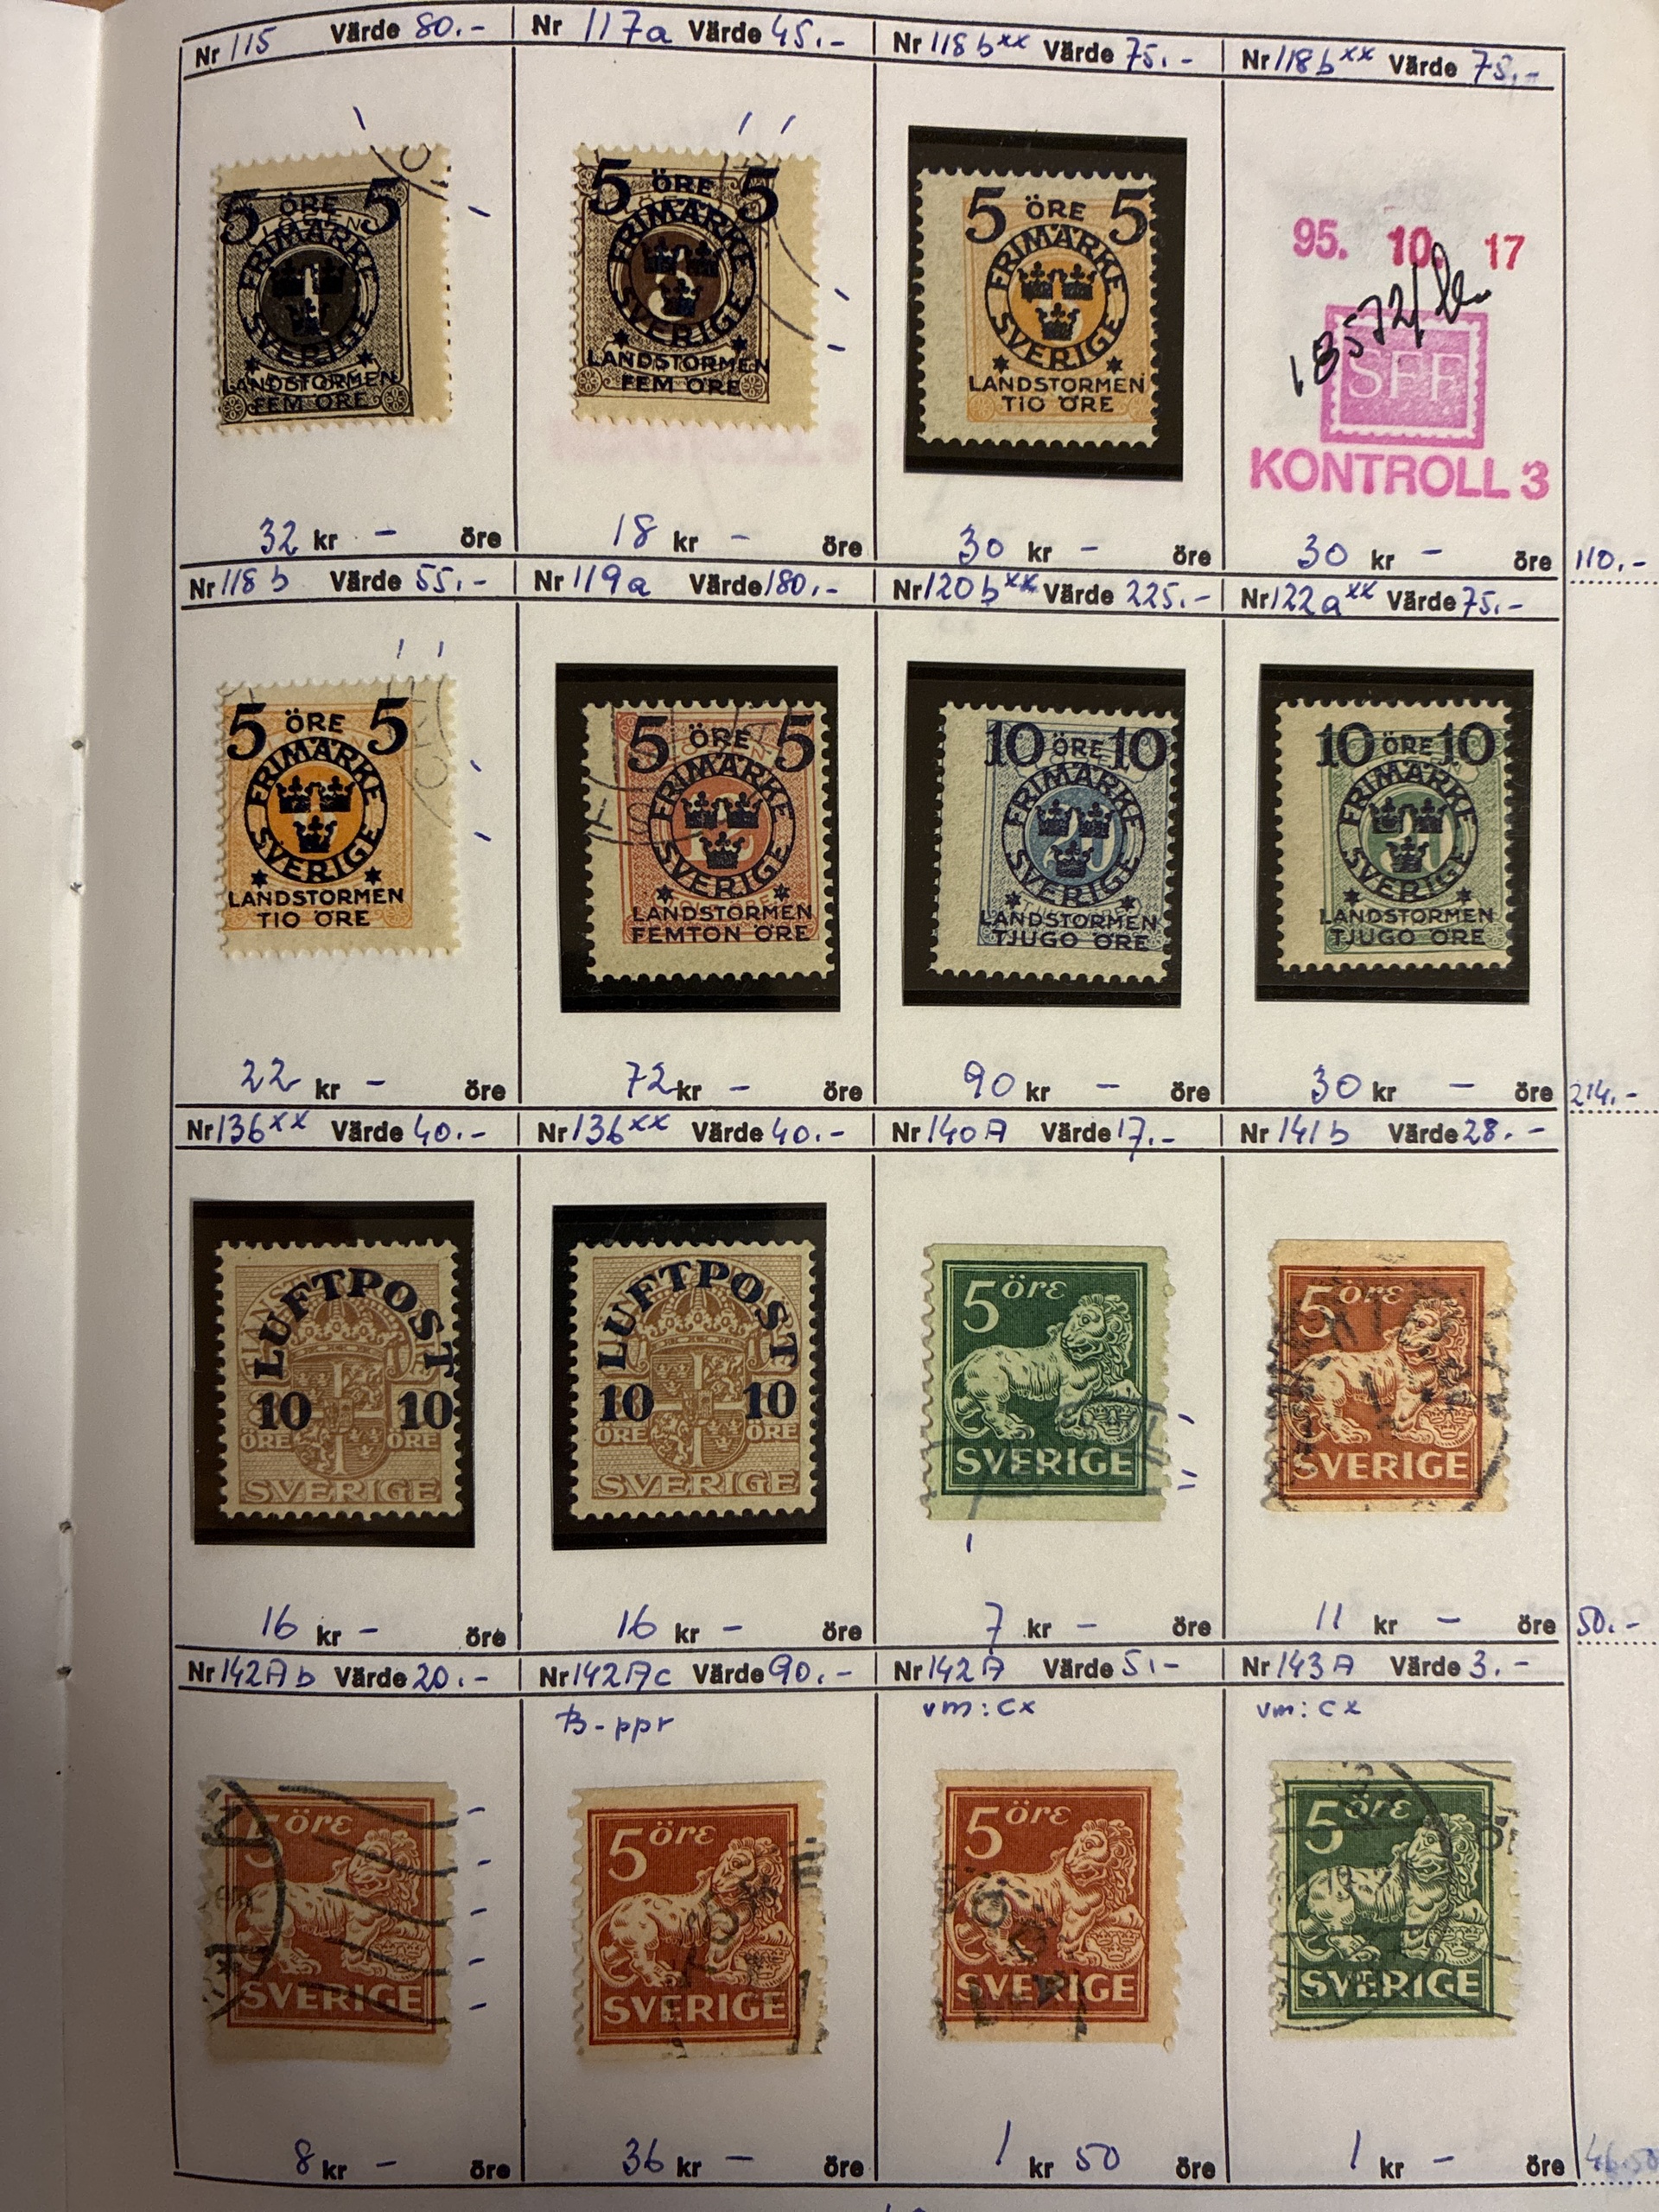 Nr 115 Värde 80.- Nr 117a Värde 45.- Nr 118b xx Värde 75.- Nr 118b xx Värde 75.-
5 ÖRE 5
FRIMÄRKE
SVERIGE
LANDSTORMEN
FEM ÖRE
5 ÖRE 5
FRIMÄRKE
SVERIGE
LANDSTORMEN
FEM ÖRE
5 ÖRE 5
FRIMÄRKE
SVERIGE
LANDSTORMEN
TIO ÖRE
95. 10. 17
SFF
KONTROLL 3
32 kr - öre 18 kr - öre 30 kr - öre 30 kr - öre 110.-
Nr 118b Värde 55.- Nr 119a Värde 180.- Nr 120b xx Värde 225.- Nr 122a xx Värde 75.-
5 ÖRE 5
FRIMÄRKE
SVERIGE
LANDSTORMEN
TIO ÖRE
5 ÖRE 5
FRIMÄRKE
SVERIGE
LANDSTORMEN
FEMTON ÖRE
10 ÖRE 10
FRIMÄRKE
SVERIGE
LANDSTORMEN
TJUGO ÖRE
10 ÖRE 10
FRIMÄRKE
SVERIGE
LANDSTORMEN
TJUGO ÖRE
22 kr - öre 72 kr - öre 90 kr - öre 30 kr - öre 214.-
Nr 136 xx Värde 40.- Nr 136 xx Värde 40.- Nr 140A Värde 17.- Nr 141b Värde 28.-
LUFTPOST
10 10
ÖRE ÖRE
SVERIGE
LUFTPOST
10 10
ÖRE ÖRE
SVERIGE
5 öre
SVERIGE
5 öre
SVERIGE
16 kr - öre 16 kr - öre 7 kr - öre 11 kr - öre 50.-
Nr 142Ab Värde 20.- Nr 142Ac Värde 90.- Nr 142A Värde 5.- Nr 143A Värde 3.-
B-ppr vm: cx vm: cx
5 öre
SVERIGE
5 öre
SVERIGE
5 öre
SVERIGE
5 öre
SVERIGE
8 kr - öre 36 kr - öre 1 kr 50 öre 1 kr - öre 46.50